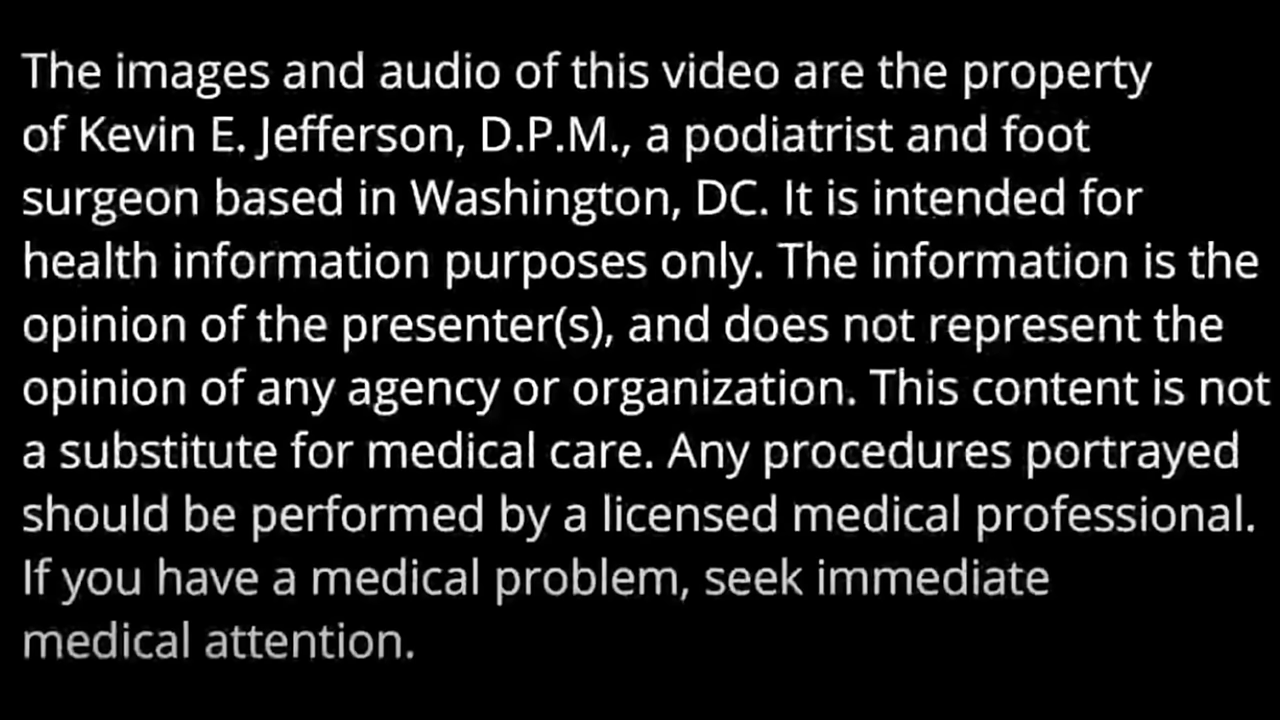 The images and audio of this video are the property
of Kevin E. Jefferson, D.P.M., a podiatrist and foot
surgeon based in Washington, DC. It is intended for
health information purposes only. The information is the
opinion of the presenter(s), and does not represent the
opinion of any agency or organization. This content is not
a substitute for medical care. Any procedures portrayed
should be performed by a licensed medical professional.
If you have a medical problem, seek immediate
medical attention.